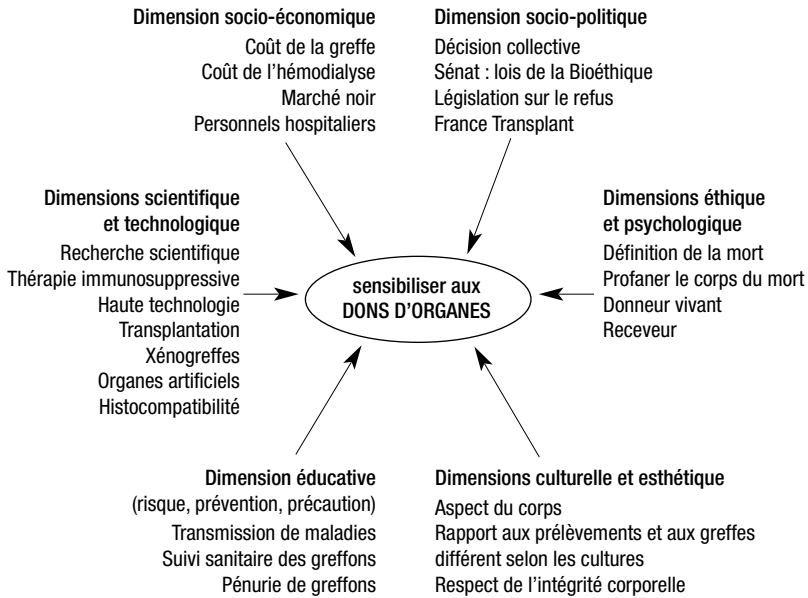 Dimension socio-économique
Coût de la greffe
Coût de l'hémodialyse
Marché noir
Personnels hospitaliers
Dimension socio-politique
Décision collective
Sénat : lois de la Bioéthique
Législation sur le refus
France Transplant
Dimensions scientifique
et technologique
Recherche scientifique
Thérapie immunosuppressive
Haute technologie
Transplantation
Xénogreffes
Organes artificiels
Histocompatibilité
sensibiliser aux
DONS D'ORGANES
Dimensions éthique
et psychologique
Définition de la mort
Profaner le corps du mort
Donneur vivant
Receveur
Dimension éducative
(risque, prévention, précaution)
Transmission de maladies
Suivi sanitaire des greffons
Pénurie de greffons
Dimensions culturelle et esthétique
Aspect du corps
Rapport aux prélèvements et aux greffes
différent selon les cultures
Respect de l'intégrité corporelle